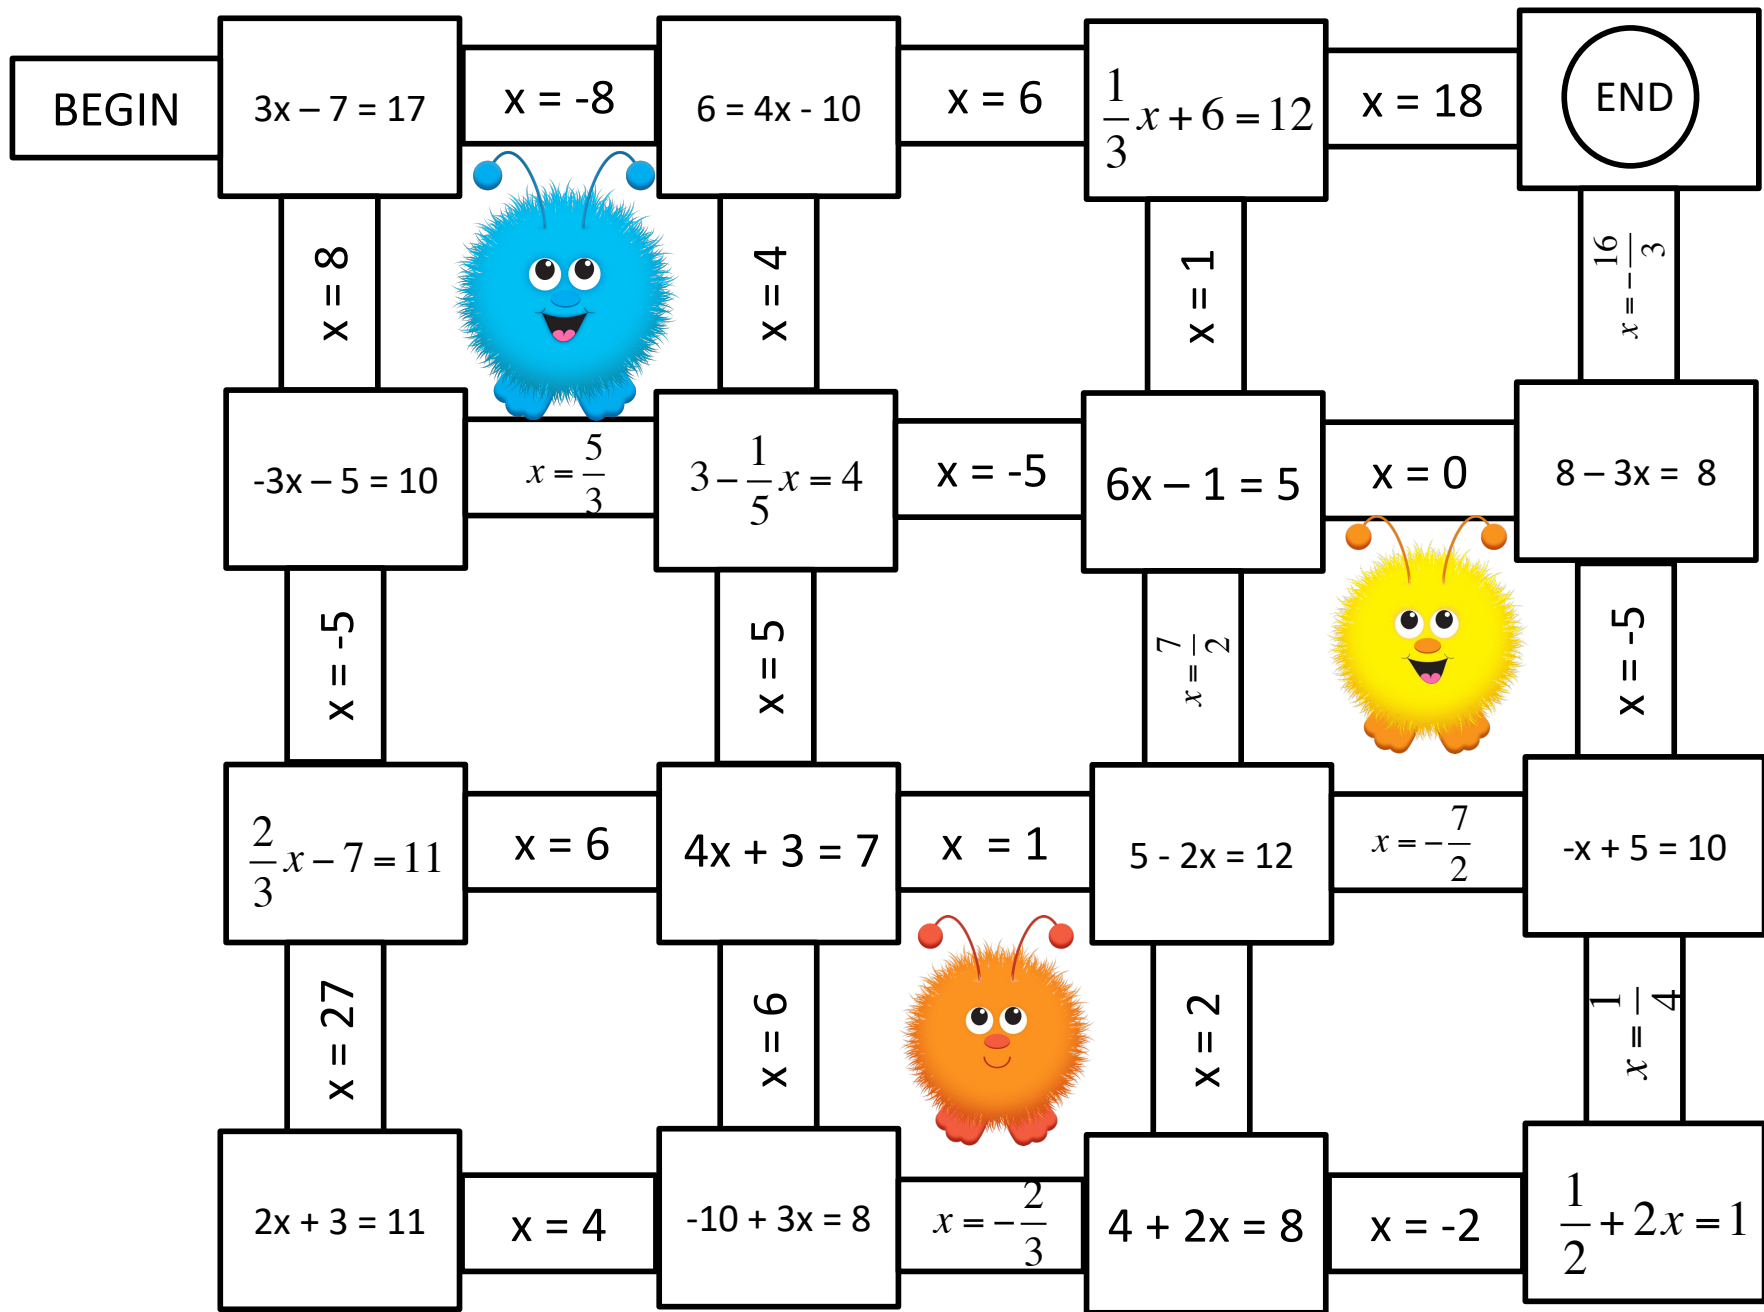 BEGIN
3x – 7 = 17
x = -8
6 = 4x - 10
x = 6
1/3 x + 6 = 12
x = 18
END
x = 8
x = 4
x = 1
x = -16/3
-3x – 5 = 10
x = 5/3
3 - 1/5 x = 4
x = -5
6x – 1 = 5
x = 0
8 – 3x = 8
x = -5
x = 5
x = 7/2
x = -5
2/3 x - 7 = 11
x = 6
4x + 3 = 7
x = 1
5 - 2x = 12
x = -7/2
-x + 5 = 10
x = 27
x = 6
x = 2
x = 1/4
2x + 3 = 11
x = 4
-10 + 3x = 8
x = -2/3
4 + 2x = 8
x = -2
1/2 + 2x = 1